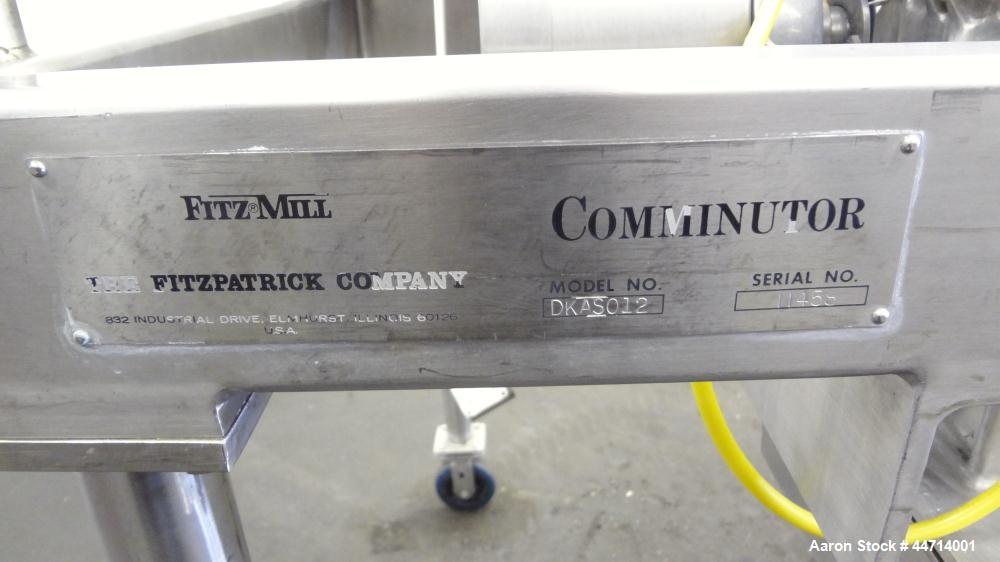 FITZ®MILL
COMMINUTOR
THE FITZPATRICK COMPANY
832 INDUSTRIAL DRIVE, ELMHURST ILLINOIS 60126
U.S.A.
MODEL NO.
DKAS012
SERIAL NO.
Aaron Stock # 44714001